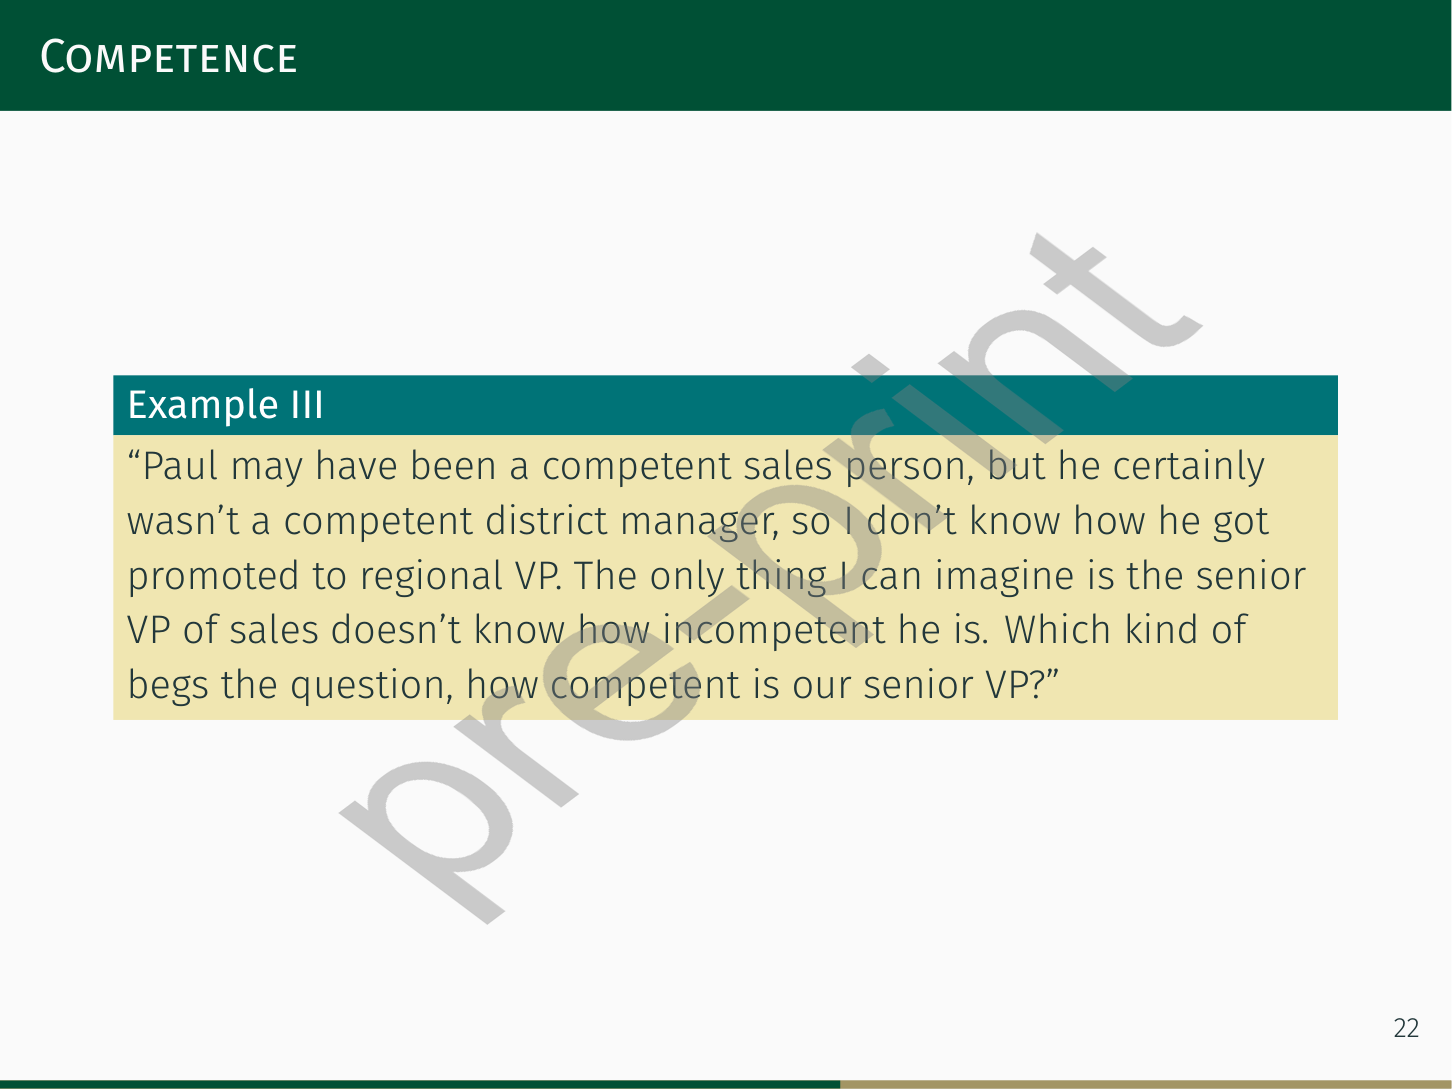 Competence
Example III
“Paul may have been a competent sales person, but he certainly
wasn’t a competent district manager, so I don’t know how he got
promoted to regional VP. The only thing I can imagine is the senior
VP of sales doesn’t know how incompetent he is. Which kind of
begs the question, how competent is our senior VP?”
pre-print
22